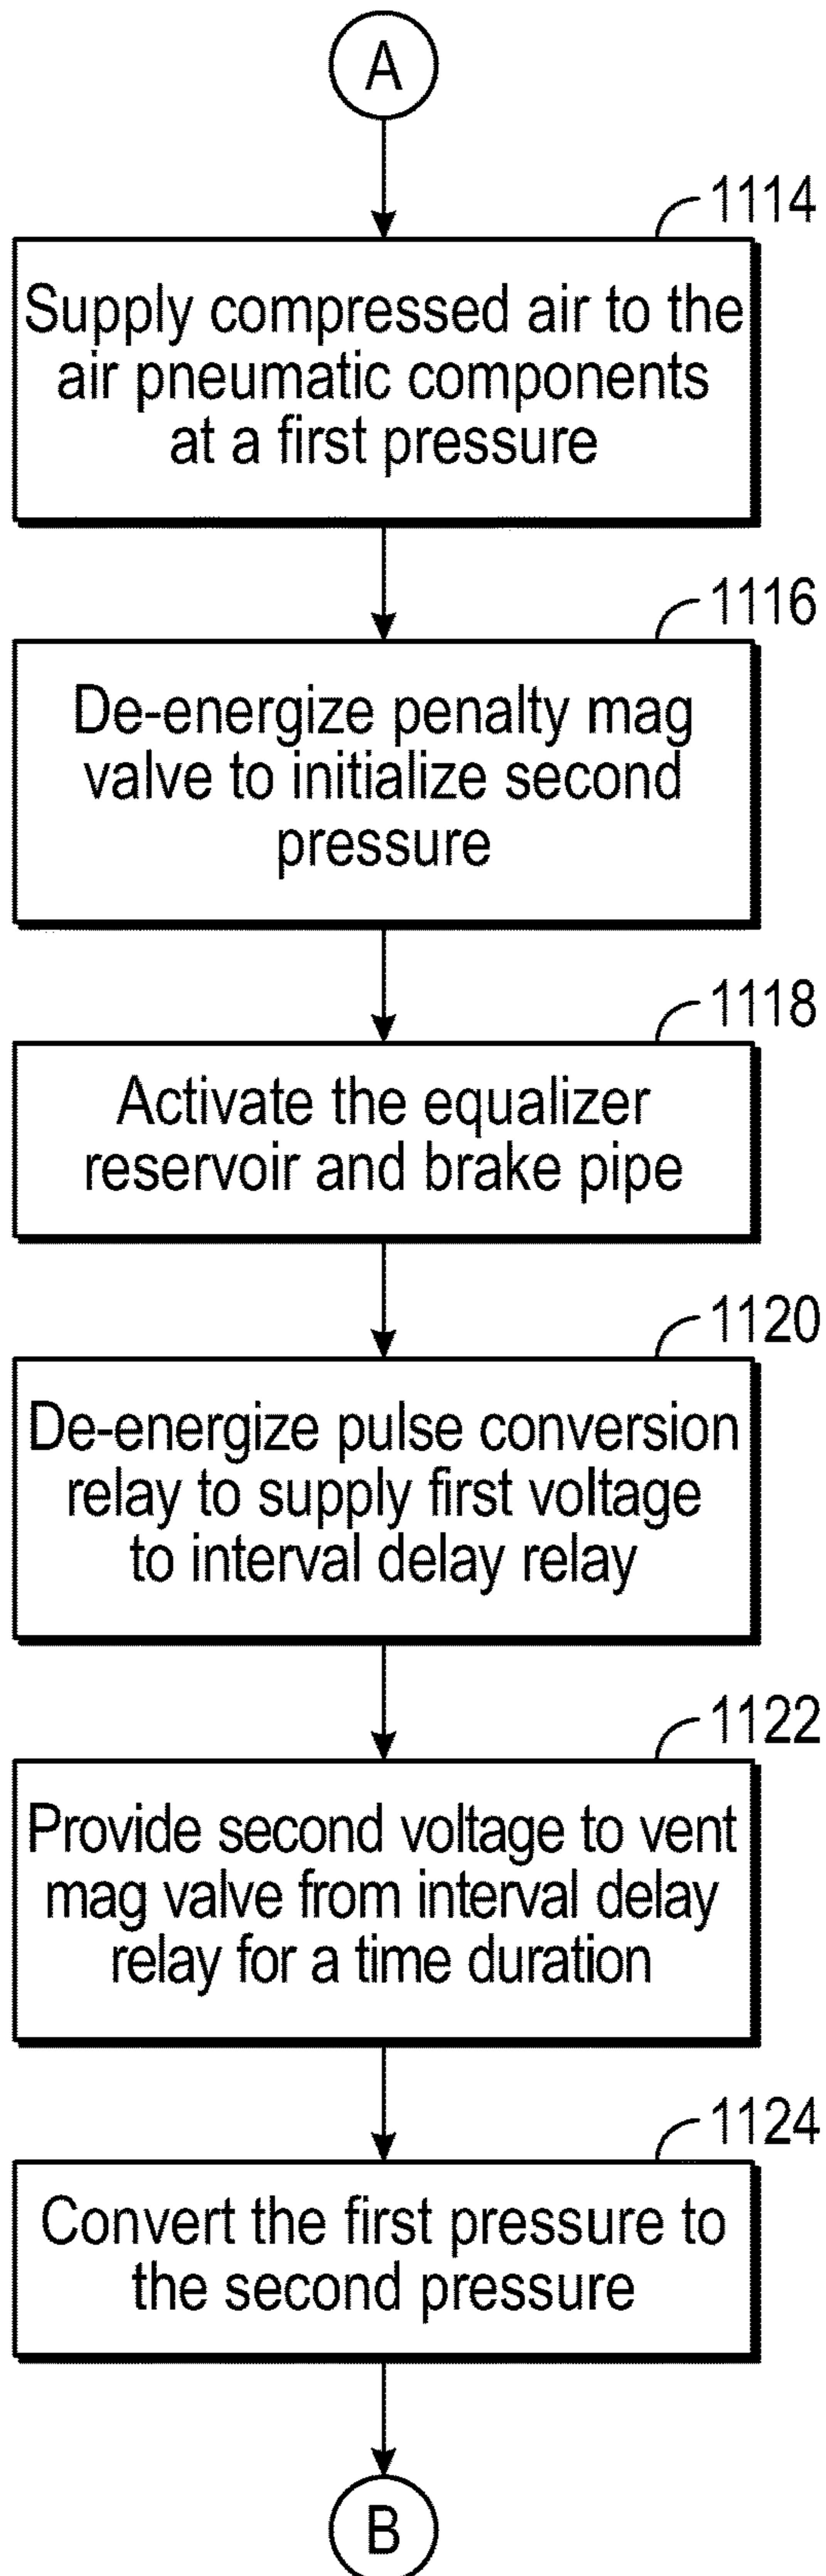 A
1114
Supply compressed air to the
air pneumatic components
at a first pressure
1116
De-energize penalty mag
valve to initialize second
pressure
1118
Activate the equalizer
reservoir and brake pipe
1120
De-energize pulse conversion
relay to supply first voltage
to interval delay relay
1122
Provide second voltage to vent
mag valve from interval delay
relay for a time duration
1124
Convert the first pressure to
the second pressure
B